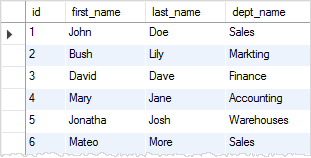 id first_name last_name dept_name
1 John Doe Sales
2 Bush Lily Markting
3 David Dave Finance
4 Mary Jane Accounting
5 Jonatha Josh Warehouses
6 Mateo More Sales